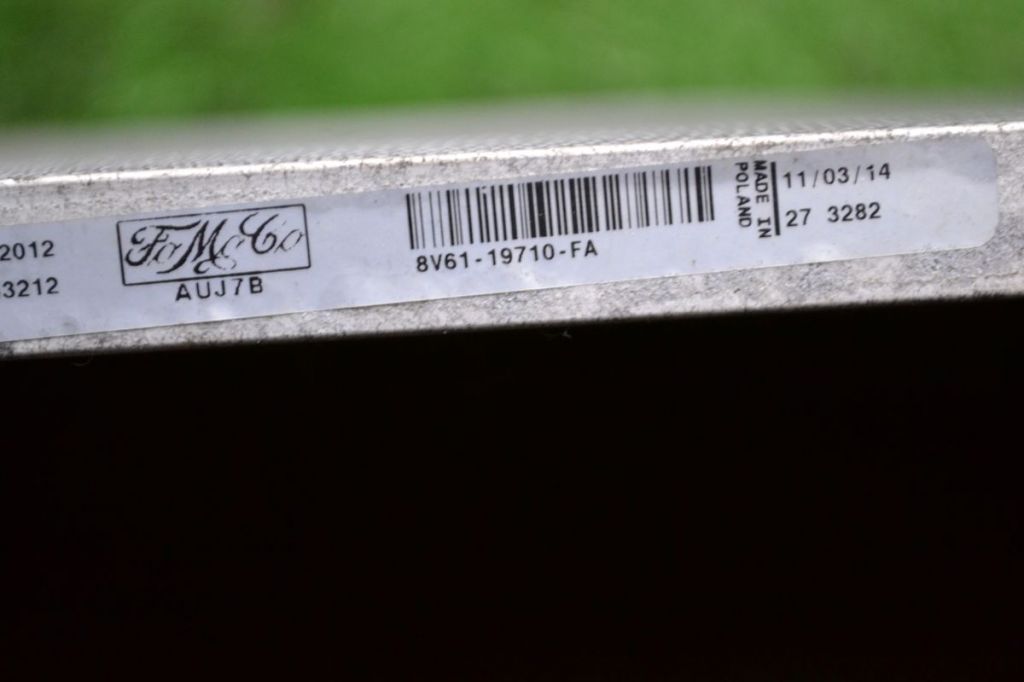 2012
3212
FoMoCo
AUJ7B
8V61-19710-FA
MADE IN
POLAND
11/03/14
27 3282